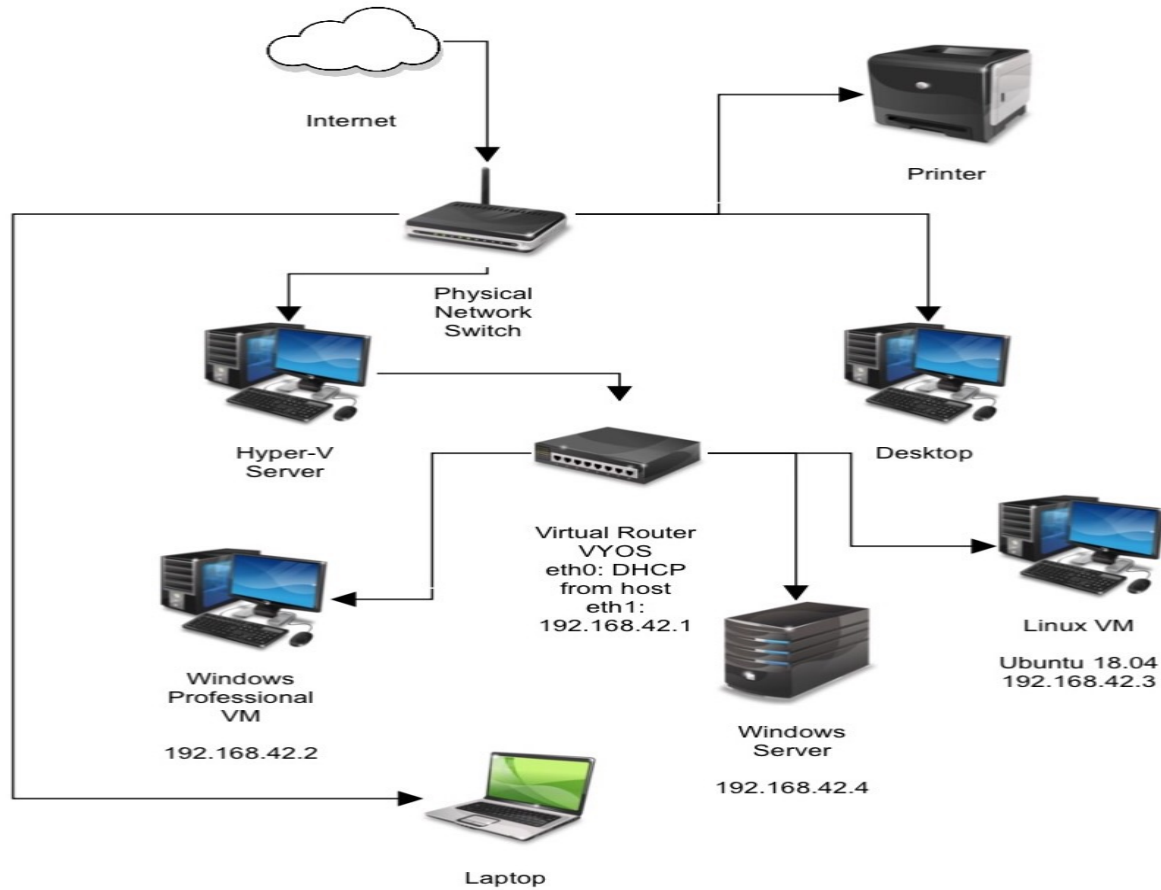 Internet
Printer
Physical
Network
Switch
Hyper-V
Server
Desktop
Virtual Router
VYOS
eth0: DHCP
from host
eth1:
192.168.42.1
Linux VM
Ubuntu 18.04
192.168.42.3
Windows
Professional
VM
192.168.42.2
Windows
Server
192.168.42.4
Laptop